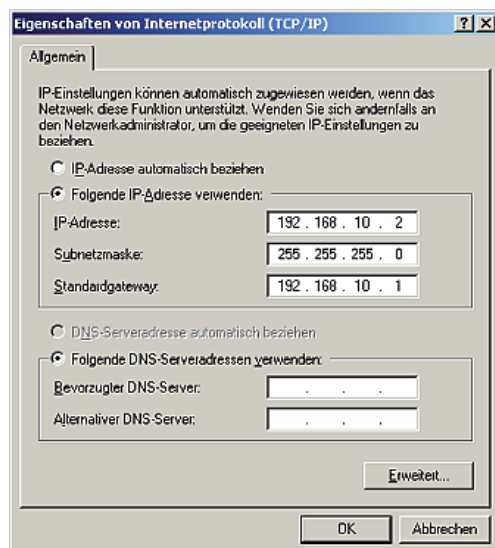 Eigenschaften von Internetprotokoll (TCP/IP)
Allgemein
IP-Einstellungen können automatisch zugewiesen werden, wenn das
Netzwerk diese Funktion unterstützt. Wenden Sie sich andernfalls an
den Netzwerkadministrator, um die geeigneten IP-Einstellungen zu
beziehen.
IP-Adresse automatisch beziehen
Folgende IP-Adresse verwenden:
IP-Adresse: 192 . 168 . 10 . 2
Subnetzmaske: 255 . 255 . 255 . 0
Standardgateway: 192 . 168 . 10 . 1
DNS-Serveradresse automatisch beziehen
Folgende DNS-Serveradressen verwenden:
Bevorzugter DNS-Server: . . .
Alternativer DNS-Server: . . .
Erweitert...
OK Abbrechen